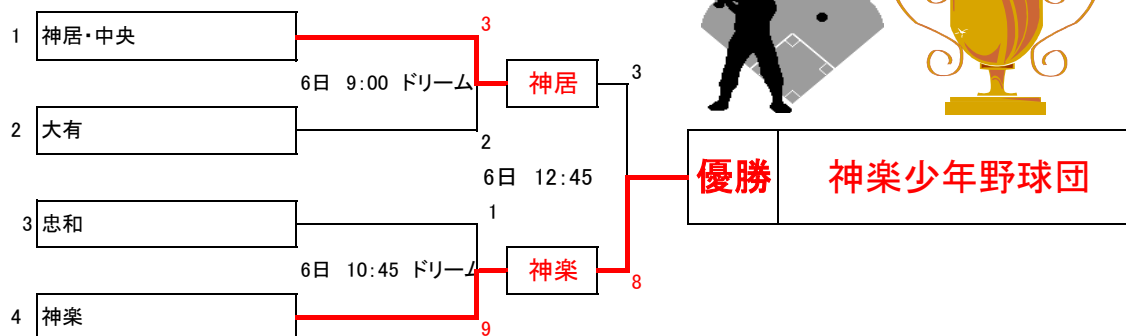 3
1 神居・中央
6日 9:00 ドリーム
神居
3
2 大有
2
6日 12:45
優勝 神楽少年野球団
1
3 忠和
6日 10:45 ドリーム
神楽
8
4 神楽
9